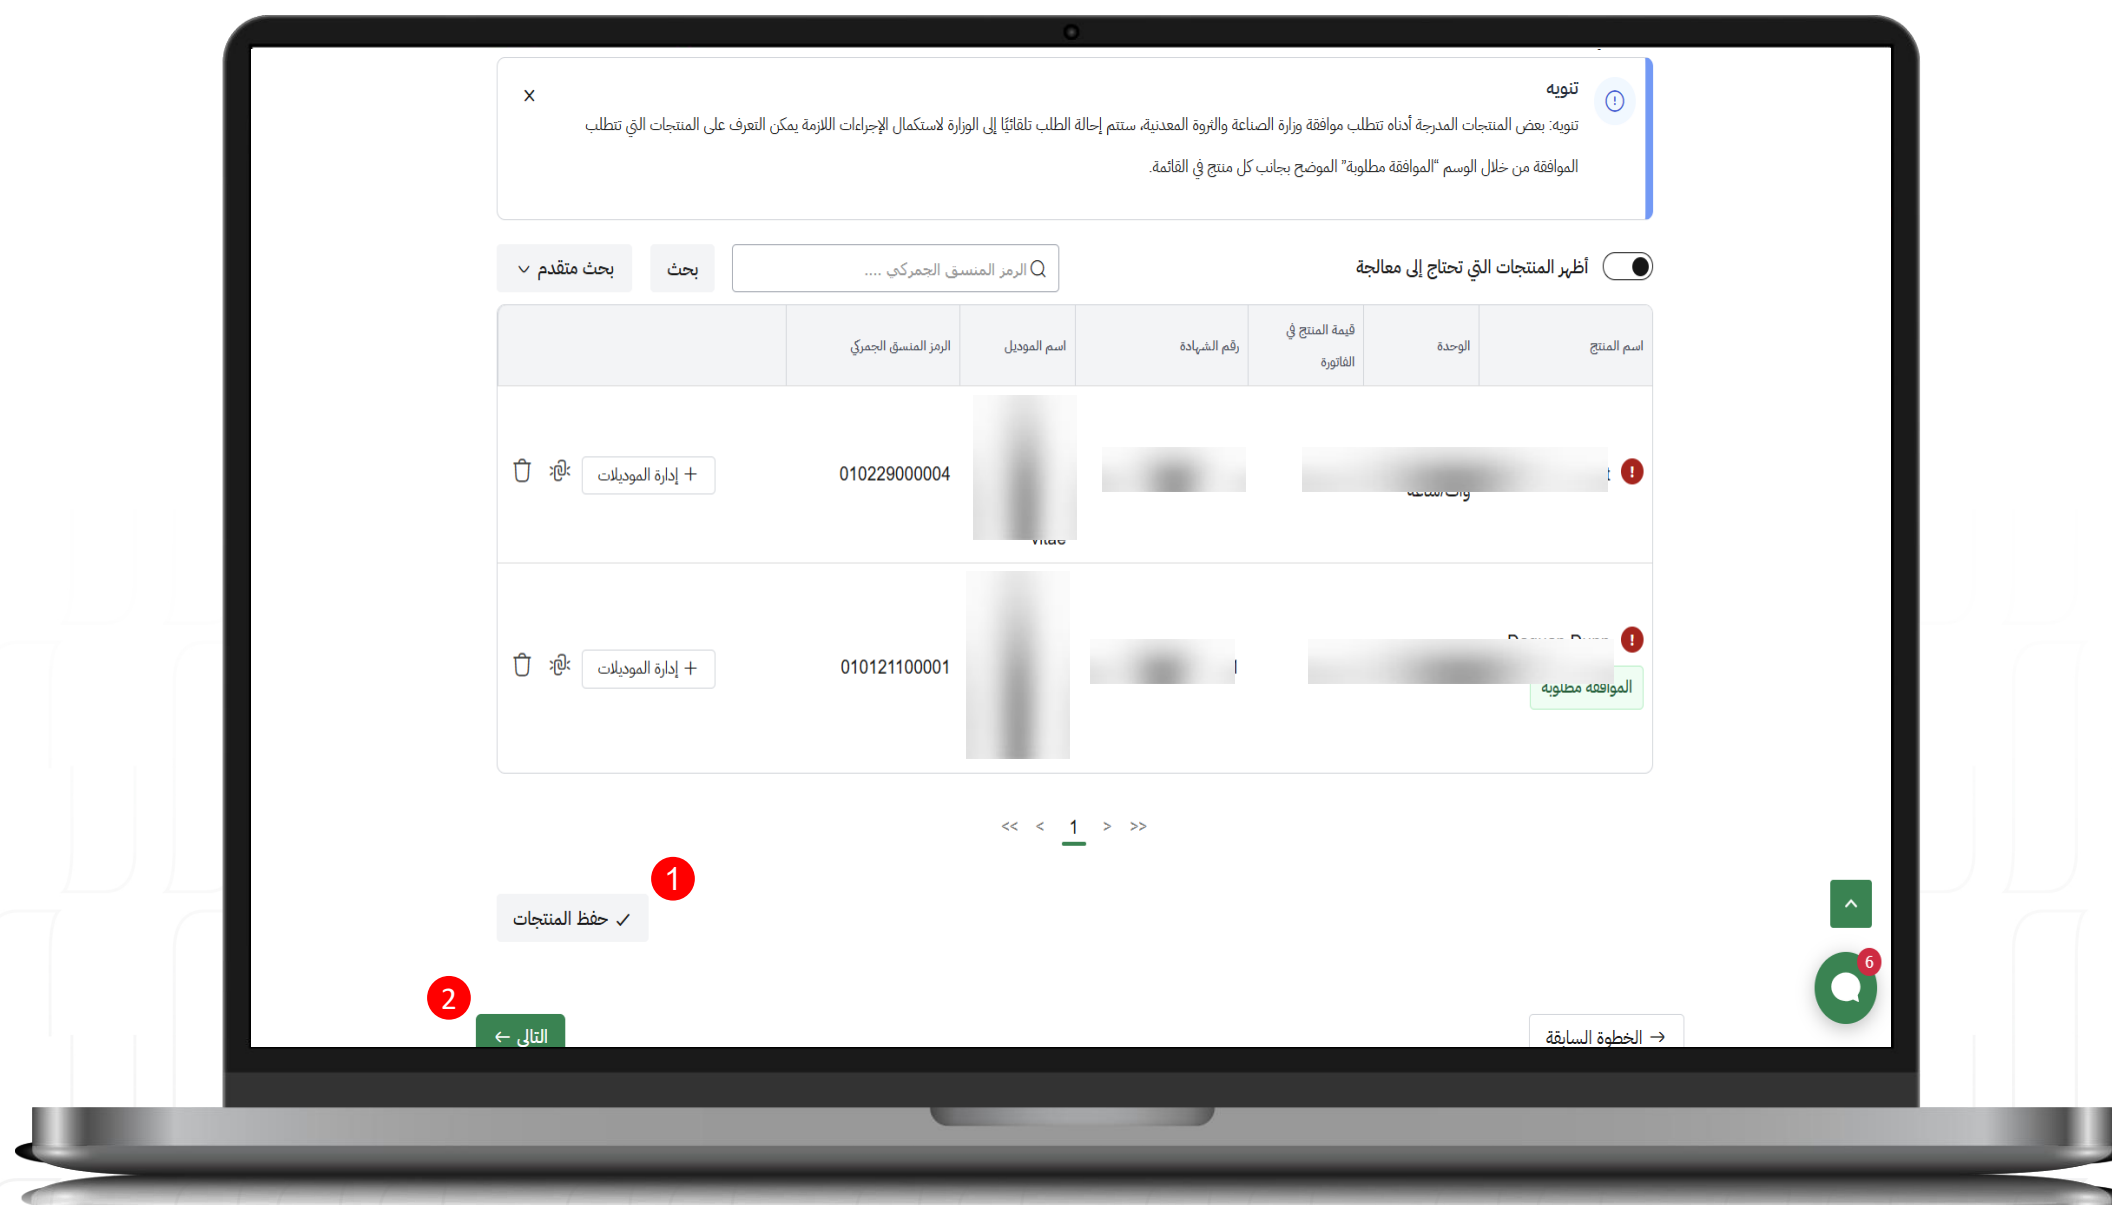 تنويه
X
تنويه: بعض المنتجات المدرجة أدناه تتطلب موافقة وزارة الصناعة والثروة المعدنية، ستتم إحالة الطلب تلقائيًا إلى الوزارة لاستكمال الإجراءات اللازمة يمكن التعرف على المنتجات التي تتطلب
الموافقة من خلال الوسم "الموافقة مطلوبة" الموضح بجانب كل منتج في القائمة.
أظهر المنتجات التي تحتاج إلى معالجة
الرمز المنسق الجمركي ....
بحث
بحث متقدم
اسم المنتج
الوحدة
قيمة المنتج في
الفاتورة
رقم الشهادة
اسم الموديل
الرمز المنسق الجمركي
010229000004
+ إدارة الموديلات
vitae
الموافقة مطلوبة
010121100001
+ إدارة الموديلات
<< < 1 > >>
1
حفظ المنتجات
6
2
→ الخطوة السابقة
التالي ←